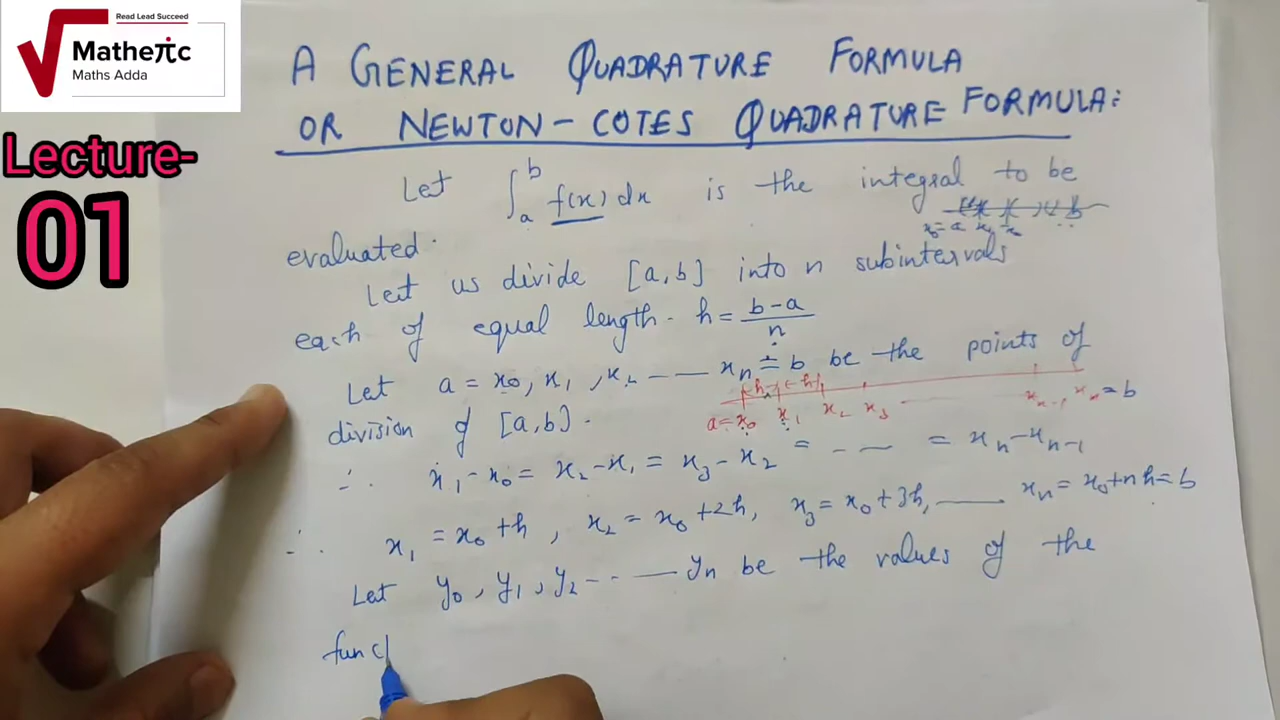 Read Lead Succeed
Matheπc
Maths Adda
Lecture-
01
A GENERAL QUADRATURE FORMULA
OR NEWTON-COTES QUADRATURE FORMULA:
Let ∫_a^b f(x) dx is the integral to be
evaluated.
x₀=a
Let us divide [a,b] into n subintervals
each of equal length. h = (b-a)/n
Let a = x₀, x₁, x₂ ---- xₙ = b be the points of
division of [a,b].
h h
a=x₀ x₁ x₂ x₃ ---- xₙ₋₁ xₙ = b
∴ x₁-x₀ = x₂-x₁ = x₃-x₂ = ---- = xₙ-xₙ₋₁
∴ x₁ = x₀+h, x₂ = x₀+2h, x₃ = x₀+3h, ---- xₙ = x₀+nh = b
Let y₀, y₁, y₂ ---- yₙ be the values of the
func